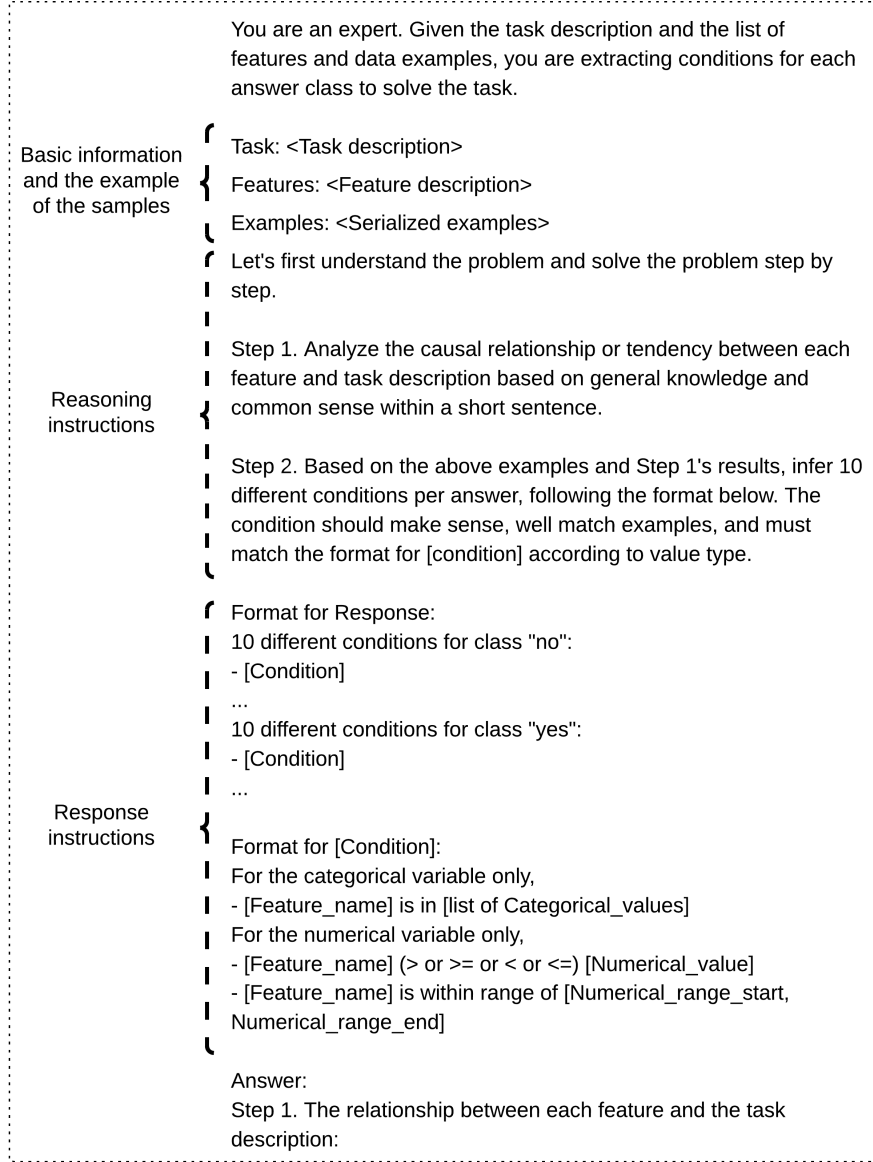 You are an expert. Given the task description and the list of
features and data examples, you are extracting conditions for each
answer class to solve the task.
Basic information
and the example
of the samples
Task: <Task description>
Features: <Feature description>
Examples: <Serialized examples>
Reasoning
instructions
Let's first understand the problem and solve the problem step by
step.
Step 1. Analyze the causal relationship or tendency between each
feature and task description based on general knowledge and
common sense within a short sentence.
Step 2. Based on the above examples and Step 1's results, infer 10
different conditions per answer, following the format below. The
condition should make sense, well match examples, and must
match the format for [condition] according to value type.
Response
instructions
Format for Response:
10 different conditions for class "no":
- [Condition]
...
10 different conditions for class "yes":
- [Condition]
...
Format for [Condition]:
For the categorical variable only,
- [Feature_name] is in [list of Categorical_values]
For the numerical variable only,
- [Feature_name] (> or >= or < or <=) [Numerical_value]
- [Feature_name] is within range of [Numerical_range_start,
Numerical_range_end]
Answer:
Step 1. The relationship between each feature and the task
description: